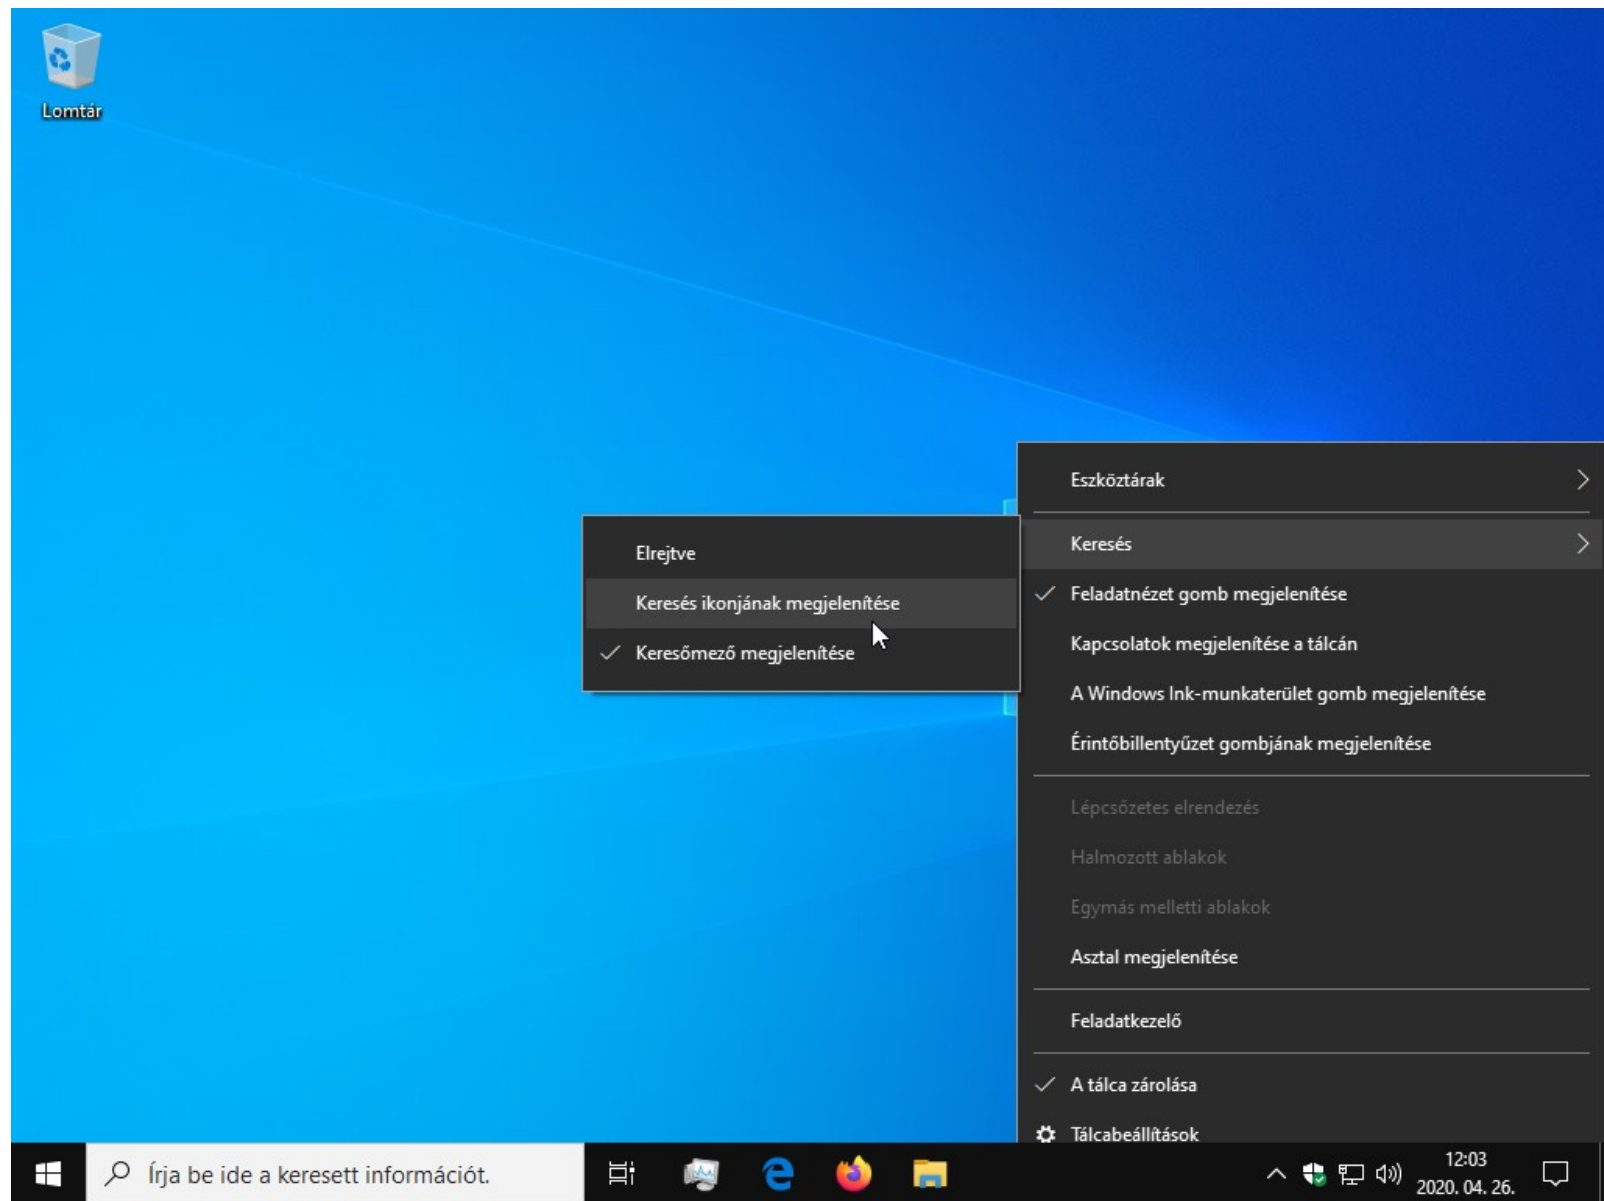 Lomtár
Eszköztárak
Keresés
Feladatnézet gomb megjelenítése
Kapcsolatok megjelenítése a tálcán
A Windows Ink-munkaterület gomb megjelenítése
Érintőbillentyűzet gombjának megjelenítése
Lépcsőzetes elrendezés
Halmozott ablakok
Egymás melletti ablakok
Asztal megjelenítése
Feladatkezelő
A tálca zárolása
Tálcabeállítások
Elrejtve
Keresés ikonjának megjelenítése
Keresőmező megjelenítése
Írja be ide a keresett információt.
12:03
2020. 04. 26.